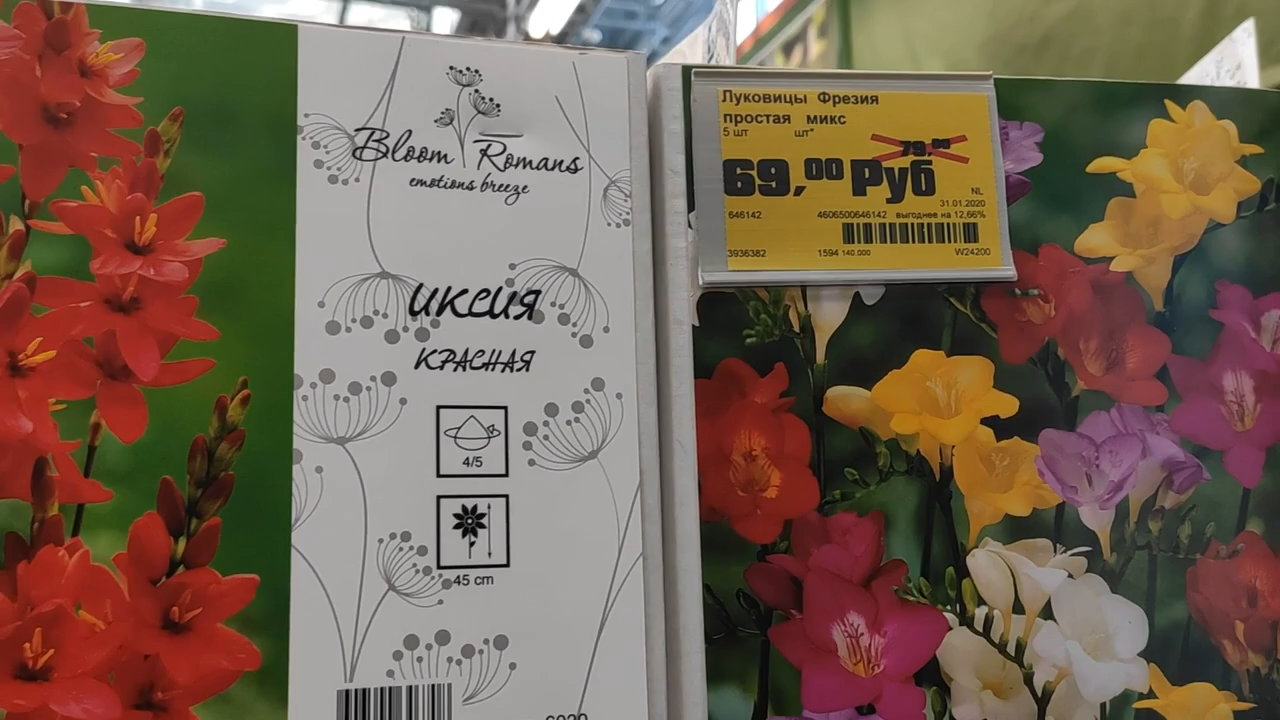 Bloom Romans
emotions breeze
ИКСИЯ
КРАСНАЯ
4/5
45 cm
Луковицы Фрезия
простая микс
5 шт шт*
79,00
69,00 Руб
NL
31.01.2020
646142 4606500646142 выгоднее на 12,66%
3936382 1594 140.000 W24200